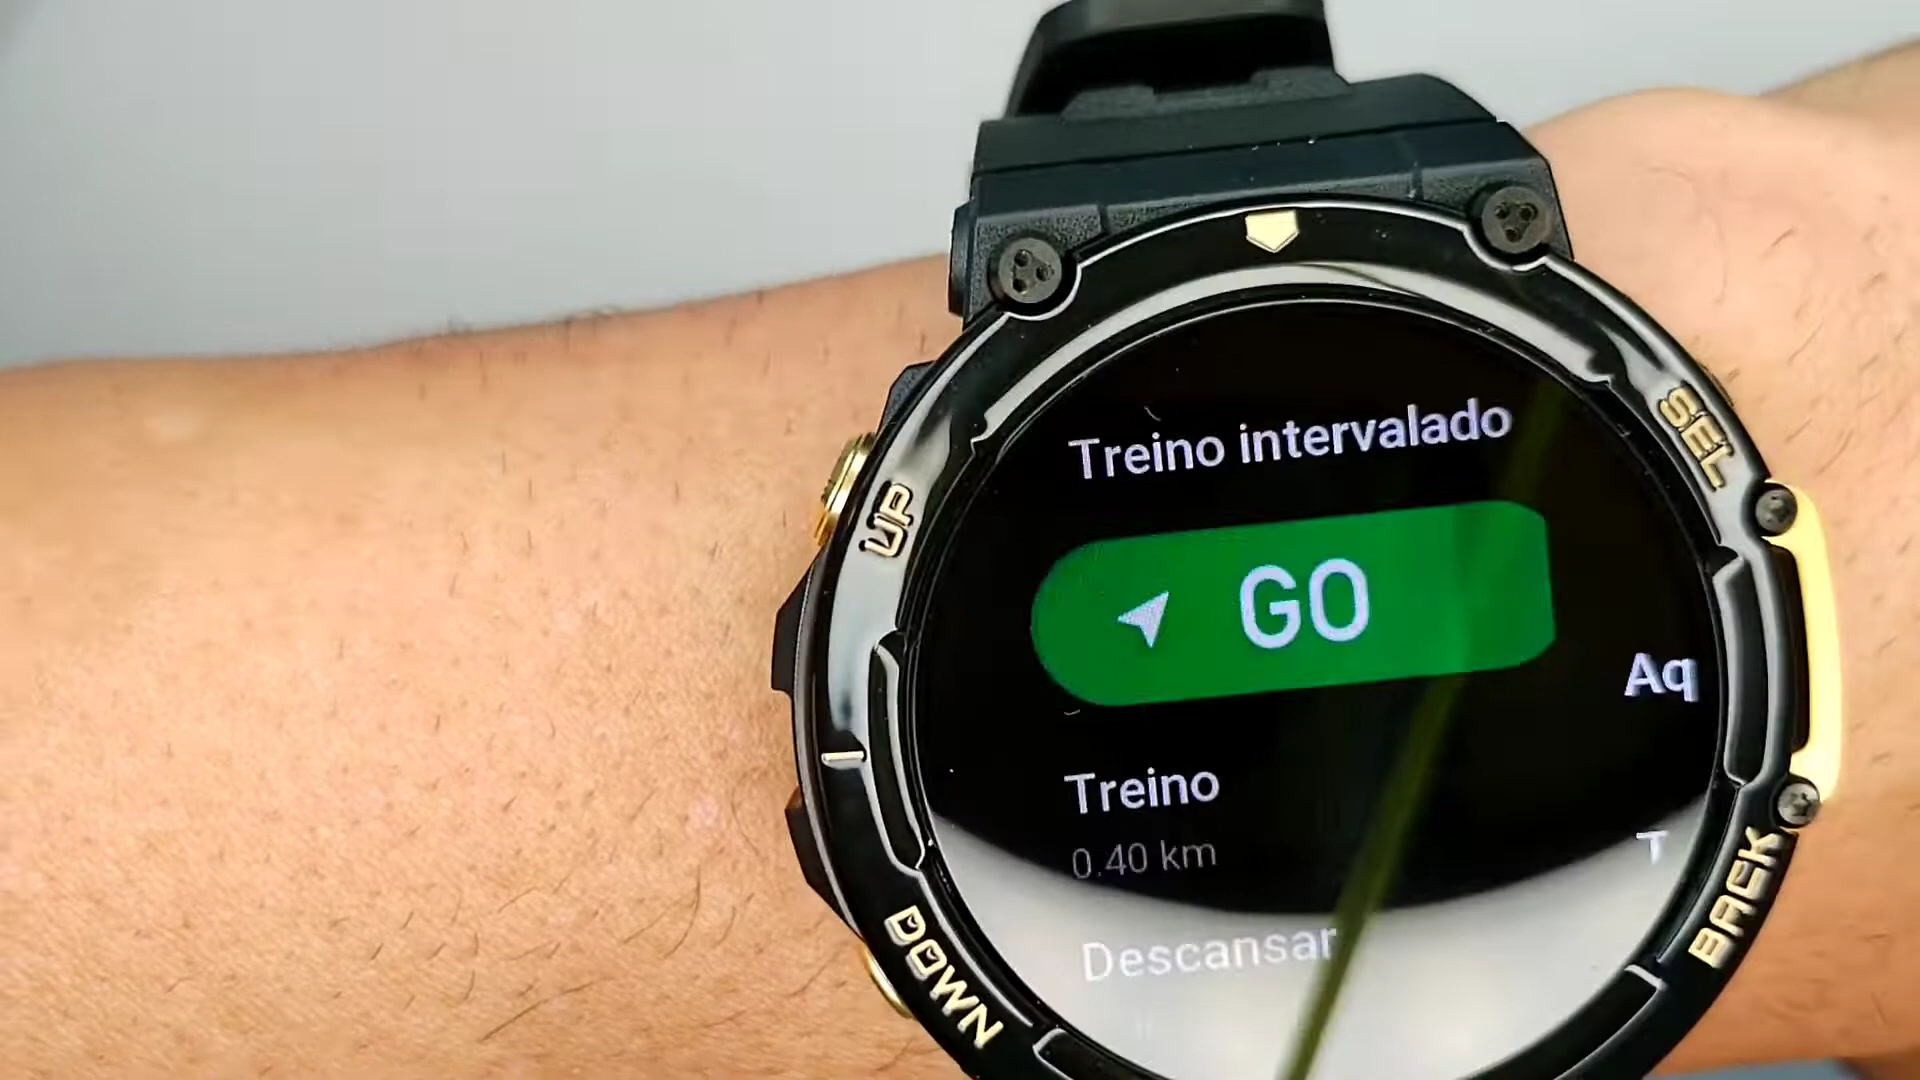 Treino intervalado
GO
Aq
Treino
0.40 km
T
Descansar
UP
DOWN
SEL
BACK